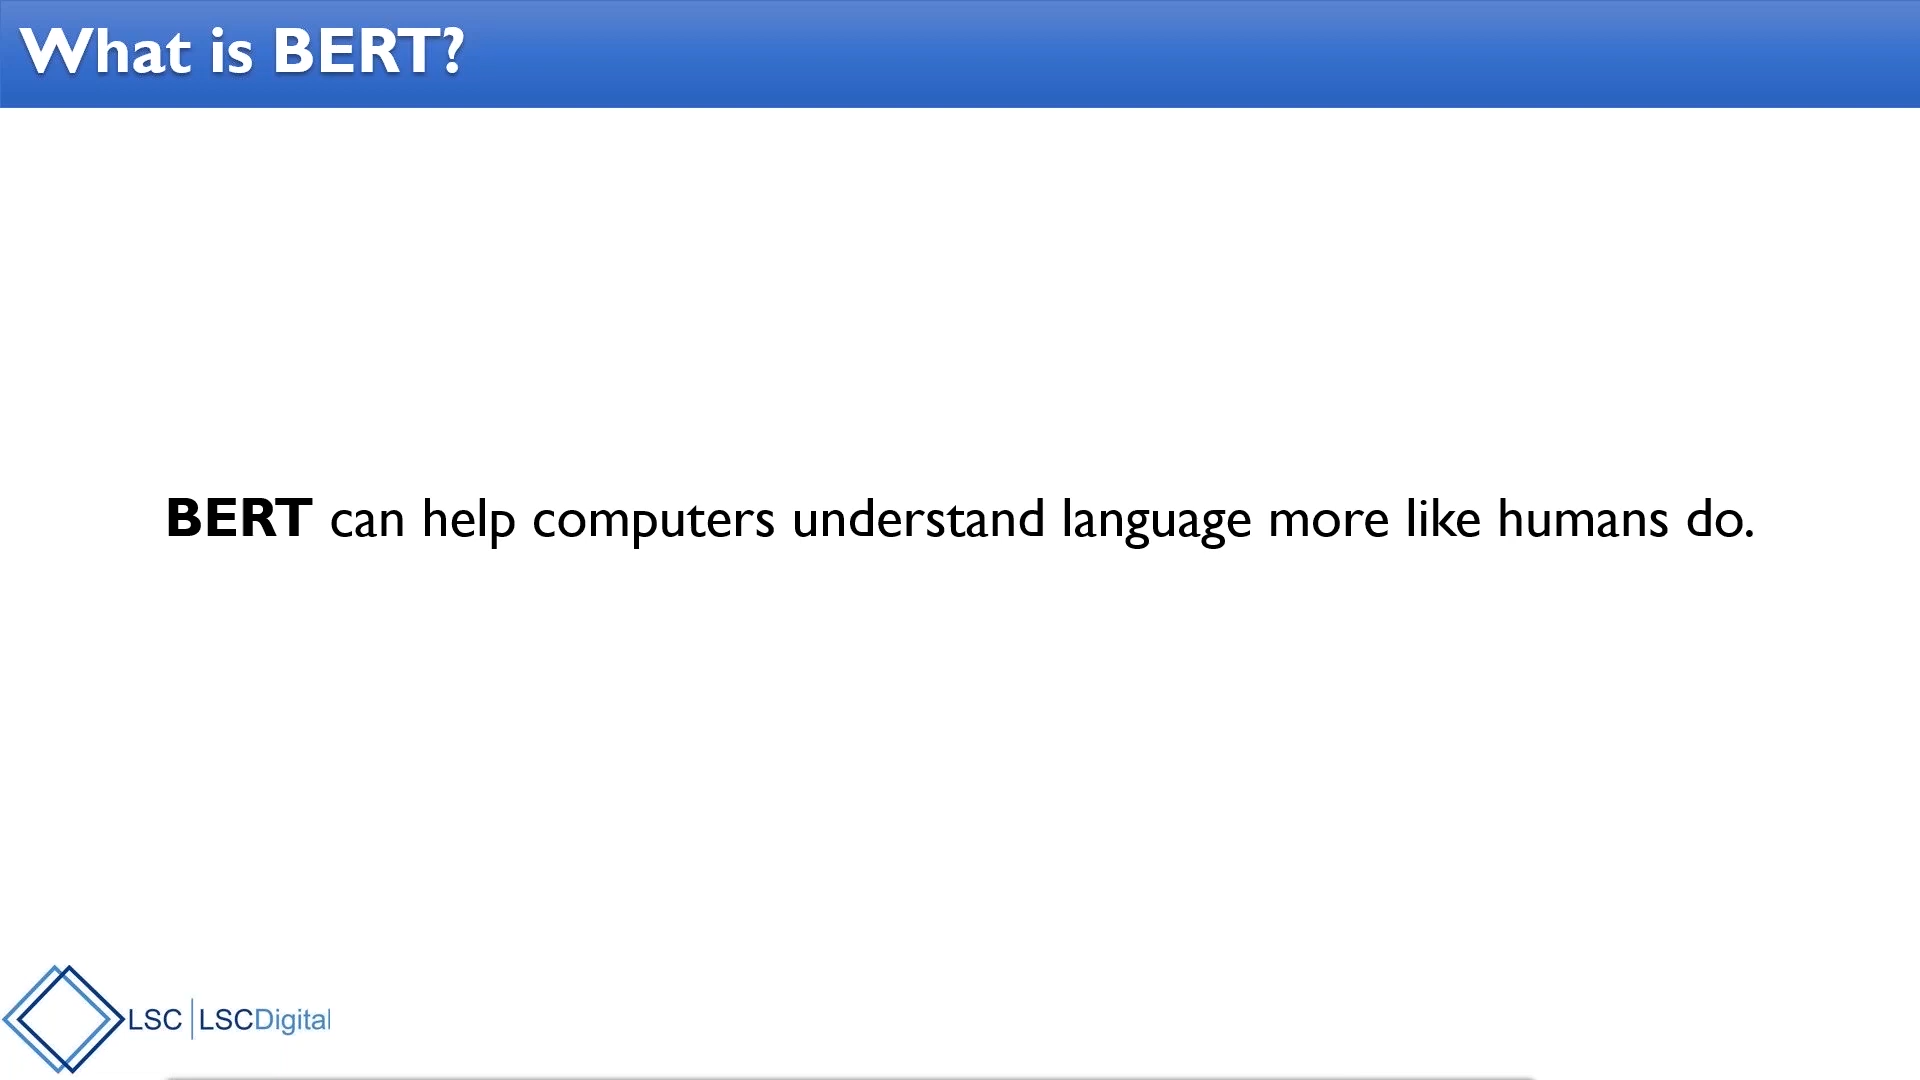 What is BERT?
BERT can help computers understand language more like humans do.
LSC | LSCDigital